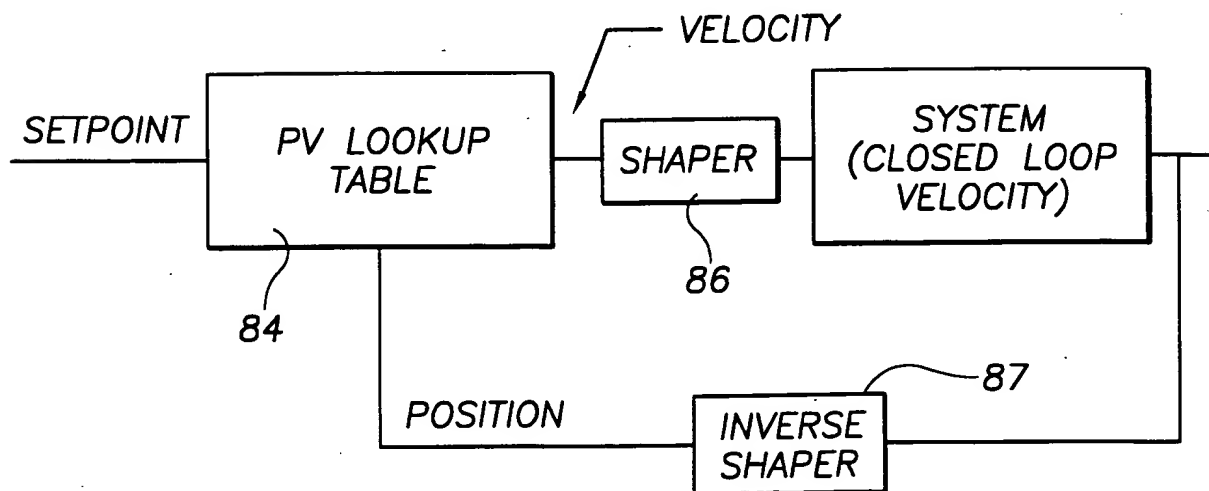 VELOCITY
SETPOINT
PV LOOKUP
TABLE
SHAPER
SYSTEM
(CLOSED LOOP
VELOCITY)
84
86
87
POSITION
INVERSE
SHAPER